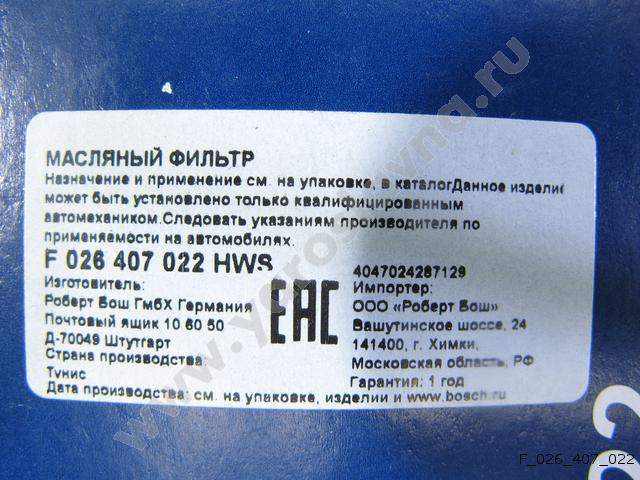 МАСЛЯНЫЙ ФИЛЬТР
Назначение и применение см. на упаковке, в каталогДанное издели
может быть установлено только квалифицированным
автомехаником.Следовать указаниям производителя по
применяемости на автомобилях.
F 026 407 022 HWS
Изготовитель:
Роберт Бош ГмбХ Германия
Почтовый ящик 10 60 50
Д-70049 Штутгарт
Страна производства:
Тунис
EAC
4047024287129
Импортер:
ООО «Роберт Бош»
Вашутинское шоссе, 24
141400, г. Химки,
Московская область, РФ
Гарантия: 1 год
Дата производства: см. на упаковке, изделии и www.bosch.ru
F_026_407_022